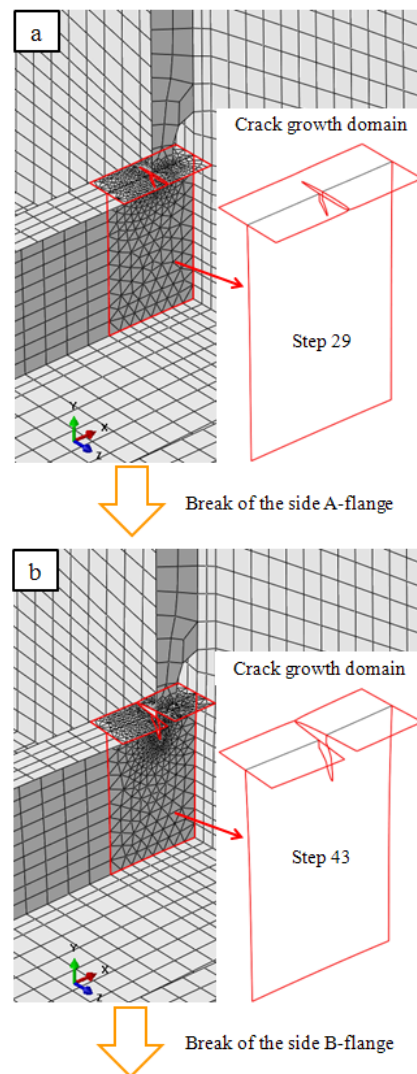 a
Crack growth domain
Step 29
Y
X
Z
Break of the side A-flange
b
Crack growth domain
Step 43
Y
X
Z
Break of the side B-flange